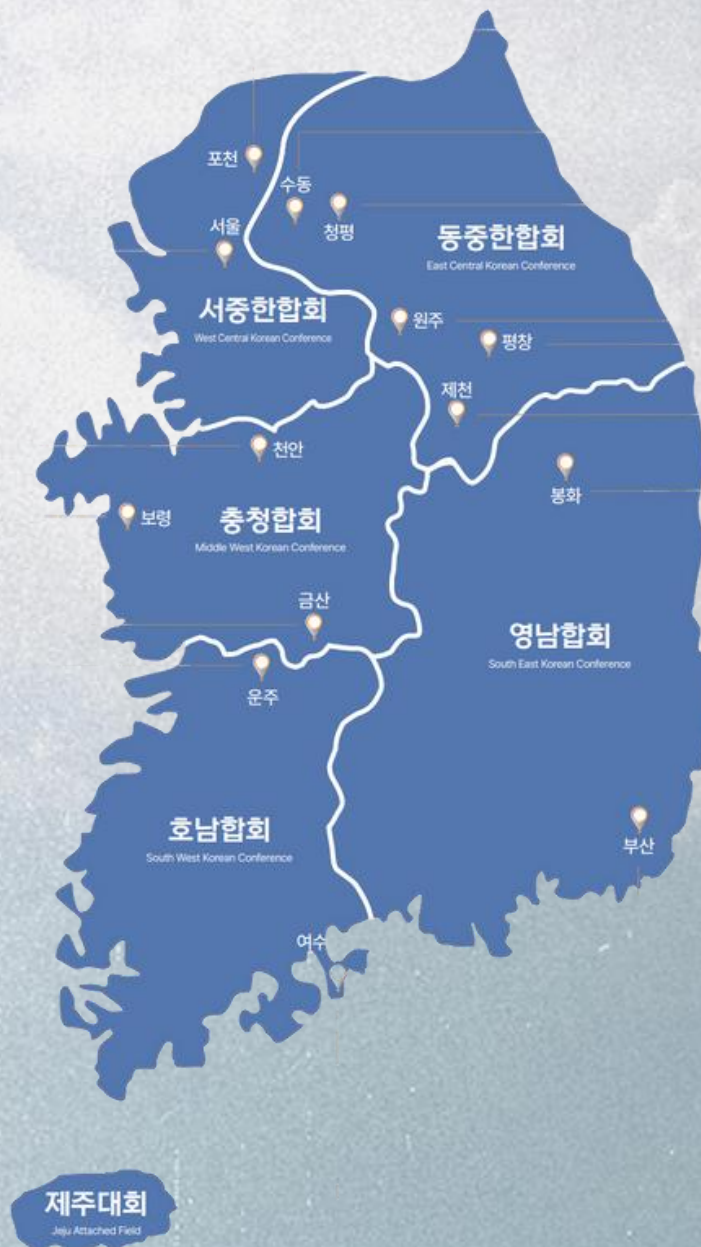 포천
수동
청평
서울
동중한합회
East Central Korean Conference
서중한합회
West Central Korean Conference
원주
평창
제천
천안
봉화
보령
충청합회
Middle West Korean Conference
금산
영남합회
South East Korean Conference
운주
호남합회
South West Korean Conference
부산
여수
제주대회
Jeju Attached Field